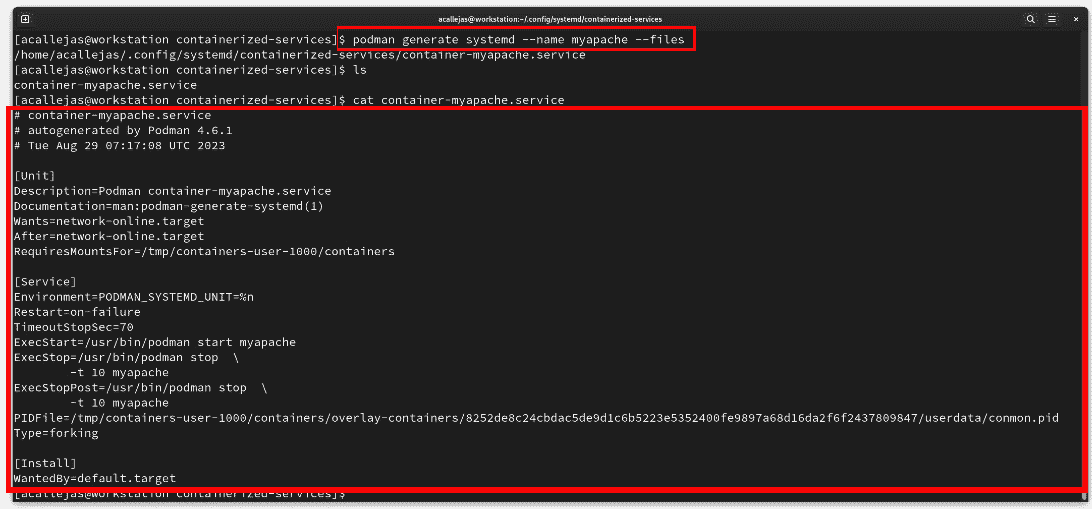 acallejas@workstation:~/.config/systemd/containerized-services
[acallejas@workstation containerized-services]$ podman generate systemd --name myapache --files
/home/acallejas/.config/systemd/containerized-services/container-myapache.service
[acallejas@workstation containerized-services]$ ls
container-myapache.service
[acallejas@workstation containerized-services]$ cat container-myapache.service
# container-myapache.service
# autogenerated by Podman 4.6.1
# Tue Aug 29 07:17:08 UTC 2023

[Unit]
Description=Podman container-myapache.service
Documentation=man:podman-generate-systemd(1)
Wants=network-online.target
After=network-online.target
RequiresMountsFor=/tmp/containers-user-1000/containers

[Service]
Environment=PODMAN_SYSTEMD_UNIT=%n
Restart=on-failure
TimeoutStopSec=70
ExecStart=/usr/bin/podman start myapache
ExecStop=/usr/bin/podman stop  \
        -t 10 myapache
ExecStopPost=/usr/bin/podman stop  \
        -t 10 myapache
PIDFile=/tmp/containers-user-1000/containers/overlay-containers/8252de8c24cbdac5de9d1c6b5223e5352400fe9897a68d16da2f6f2437809847/userdata/conmon.pid
Type=forking

[Install]
WantedBy=default.target
[acallejas@workstation containerized-services]$